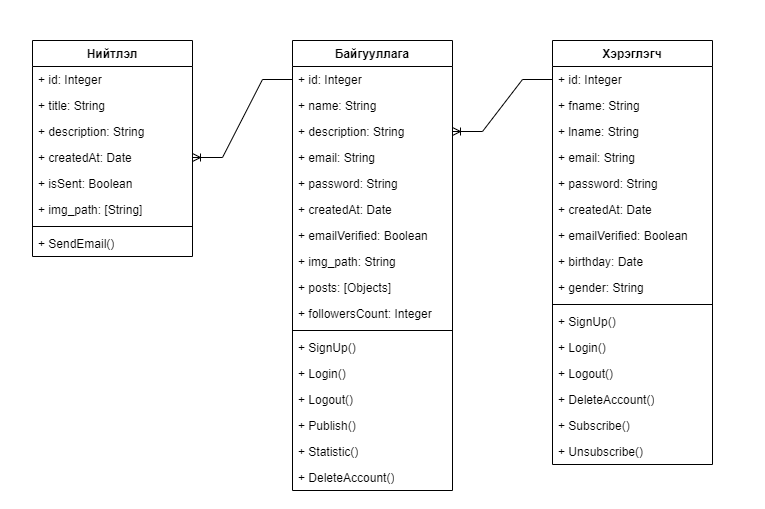 Нийтлэл
+ id: Integer
+ title: String
+ description: String
+ createdAt: Date
+ isSent: Boolean
+ img_path: [String]
+ SendEmail()
Байгууллага
+ id: Integer
+ name: String
+ description: String
+ email: String
+ password: String
+ createdAt: Date
+ emailVerified: Boolean
+ img_path: String
+ posts: [Objects]
+ followersCount: Integer
+ SignUp()
+ Login()
+ Logout()
+ Publish()
+ Statistic()
+ DeleteAccount()
Хэрэглэгч
+ id: Integer
+ fname: String
+ lname: String
+ email: String
+ password: String
+ createdAt: Date
+ emailVerified: Boolean
+ birthday: Date
+ gender: String
+ SignUp()
+ Login()
+ Logout()
+ DeleteAccount()
+ Subscribe()
+ Unsubscribe()